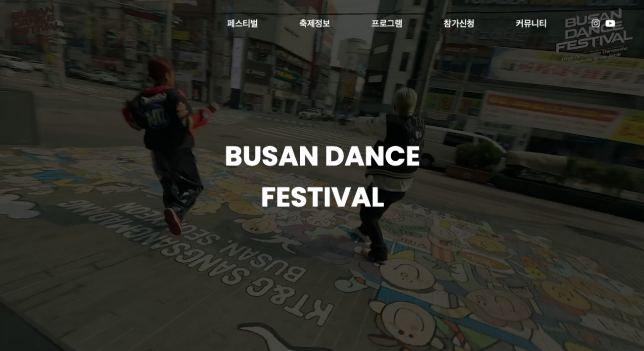 페스티벌 축제정보 프로그램 참가신청 커뮤니티
BUSAN
DANCE
FESTIVAL
BUSAN DANCE
FESTIVAL
KT&G SANGSANGMADANG
BUSAN, SEOMYEON